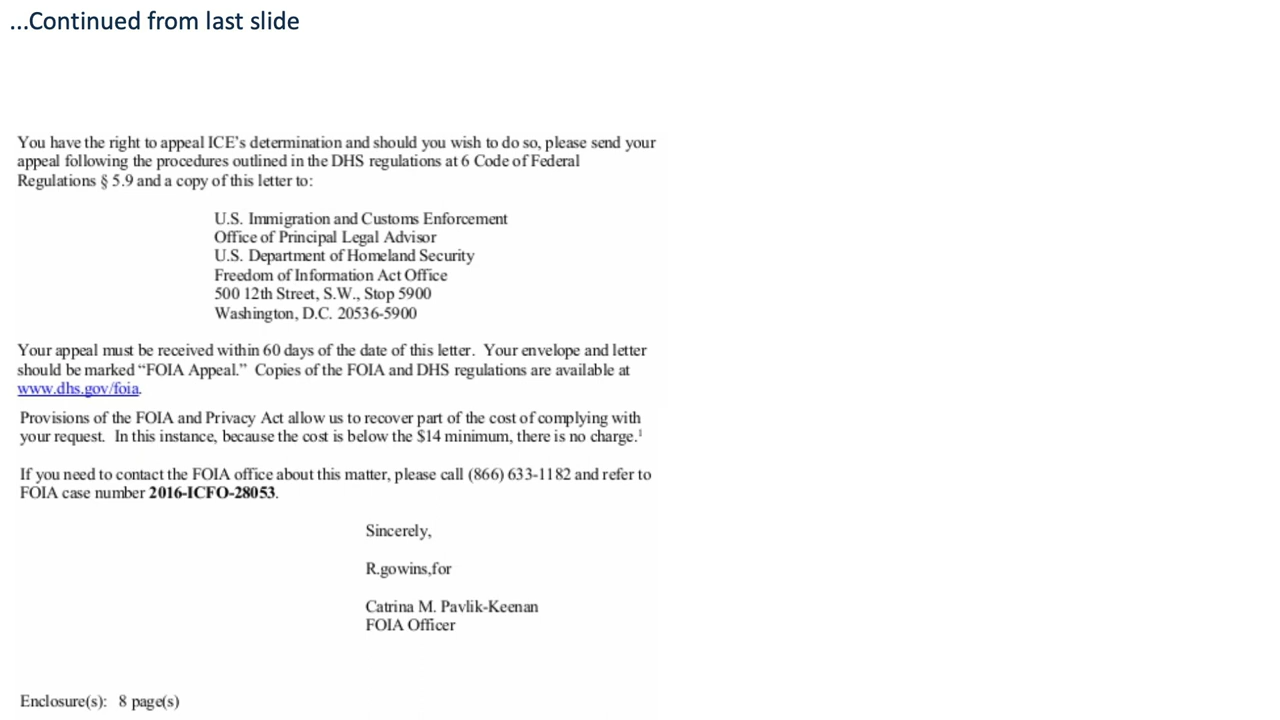 ...Continued from last slide
You have the right to appeal ICE's determination and should you wish to do so, please send your
appeal following the procedures outlined in the DHS regulations at 6 Code of Federal
Regulations § 5.9 and a copy of this letter to:
U.S. Immigration and Customs Enforcement
Office of Principal Legal Advisor
U.S. Department of Homeland Security
Freedom of Information Act Office
500 12th Street, S.W., Stop 5900
Washington, D.C. 20536-5900
Your appeal must be received within 60 days of the date of this letter. Your envelope and letter
should be marked “FOIA Appeal.” Copies of the FOIA and DHS regulations are available at
www.dhs.gov/foia.
Provisions of the FOIA and Privacy Act allow us to recover part of the cost of complying with
your request. In this instance, because the cost is below the $14 minimum, there is no charge.¹
If you need to contact the FOIA office about this matter, please call (866) 633-1182 and refer to
FOIA case number 2016-ICFO-28053.
Sincerely,
R.gowins,for
Catrina M. Pavlik-Keenan
FOIA Officer
Enclosure(s): 8 page(s)